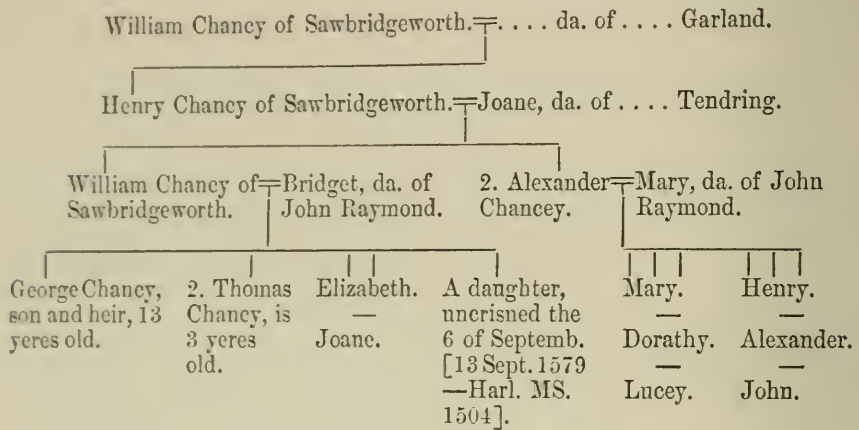 William Chancy of Sawbridgeworth.=. . . . da. of . . . . Garland.
Henry Chancy of Sawbridgeworth.=Joane, da. of . . . . Tendring.
William Chancy of=Bridget, da. of
Sawbridgeworth. John Raymond.
2. Alexander=Mary, da. of John
Chancey. Raymond.
George Chancy,
son and heir, 13
yeres old.
2. Thomas
Chancy, is
3 yeres
old.
Elizabeth.
—
Joane.
A daughter,
uncrisned the
6 of Septemb.
[13 Sept. 1579
—Harl. MS.
1504].
Mary.
—
Dorathy.
—
Lucey.
Henry.
—
Alexander.
—
John.